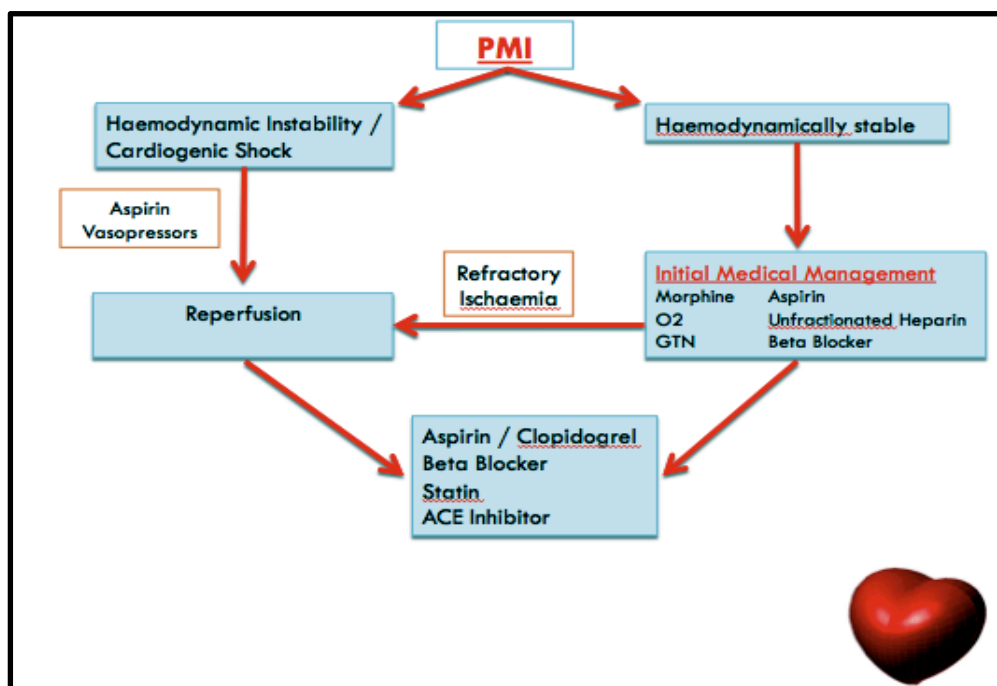 PMI
Haemodynamic Instability /
Cardiogenic Shock
Haemodynamically stable
Aspirin
Vasopressors
Refractory
Ischaemia
Initial Medical Management
Morphine Aspirin
O2 Unfractionated Heparin
GTN Beta Blocker
Reperfusion
Aspirin / Clopidogrel
Beta Blocker
Statin
ACE Inhibitor